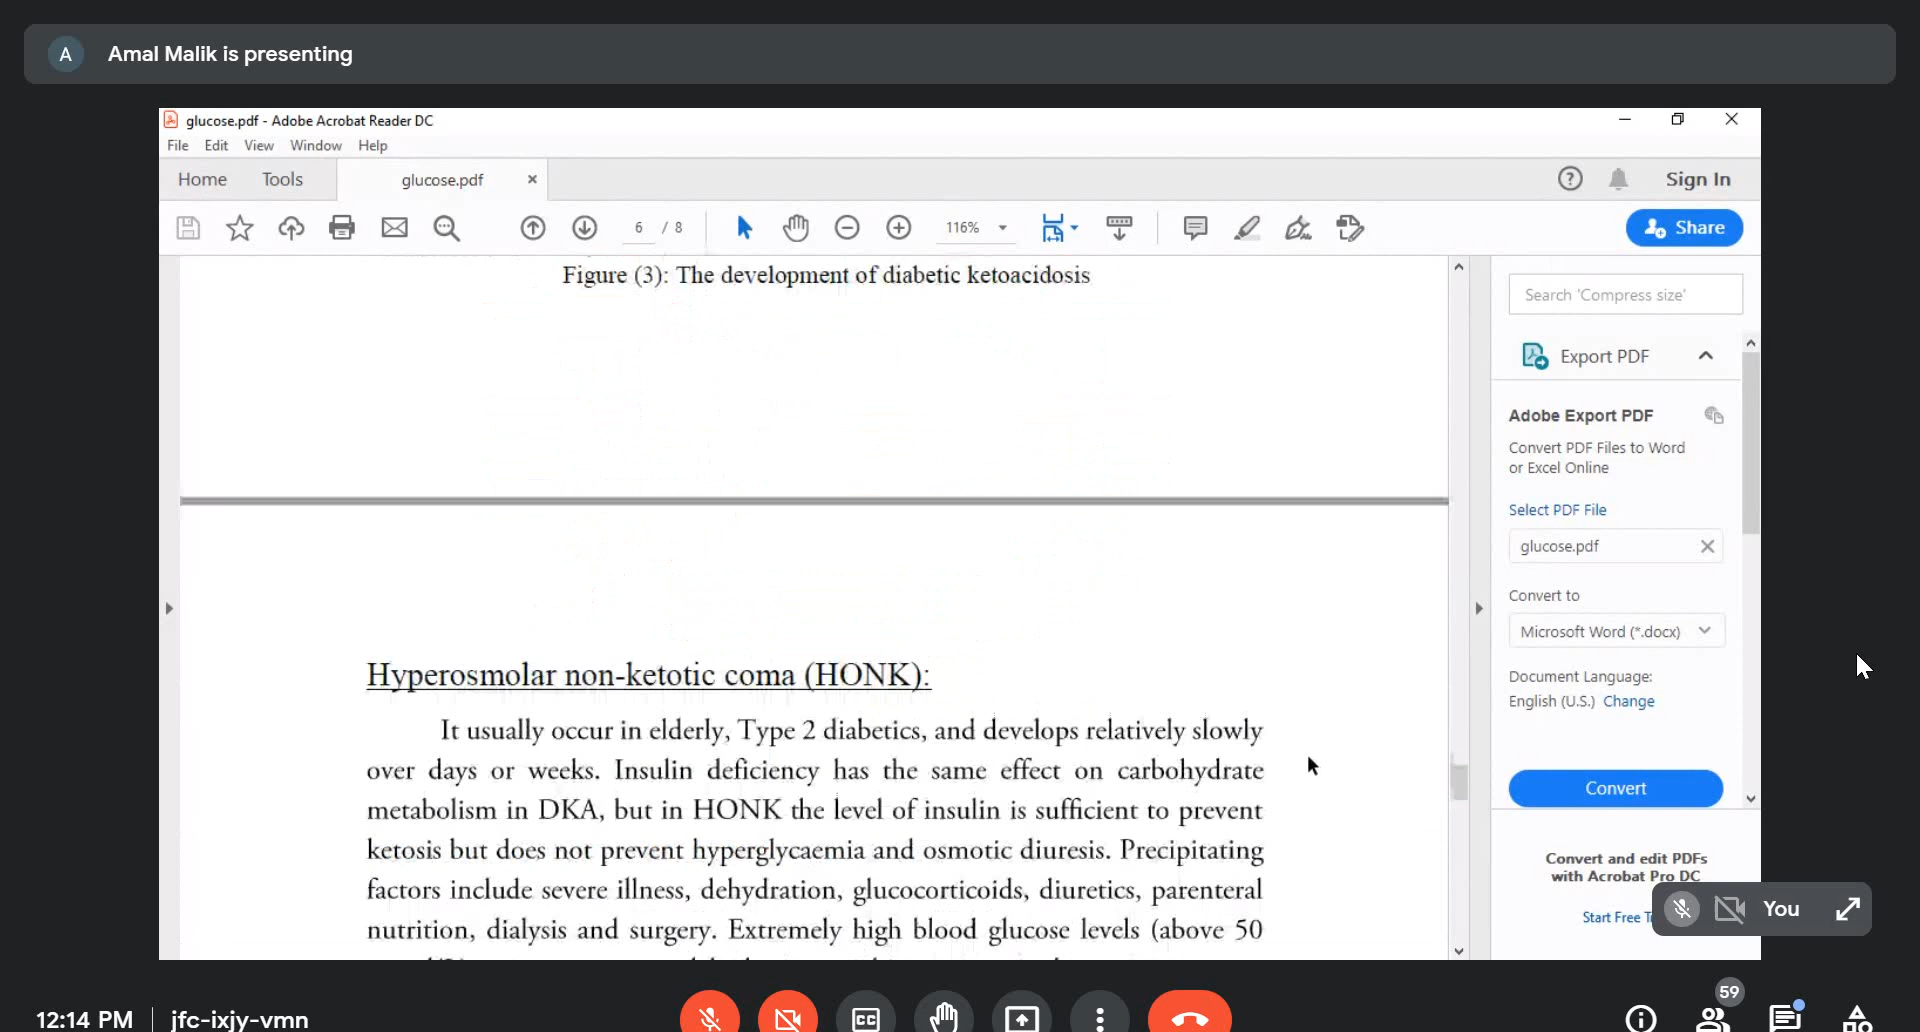 A Amal Malik is presenting
glucose.pdf - Adobe Acrobat Reader DC
File Edit View Window Help
Home Tools glucose.pdf Sign In
6 / 8 116% Share
Figure (3): The development of diabetic ketoacidosis
Hyperosmolar non-ketotic coma (HONK):
It usually occur in elderly, Type 2 diabetics, and develops relatively slowly
over days or weeks. Insulin deficiency has the same effect on carbohydrate
metabolism in DKA, but in HONK the level of insulin is sufficient to prevent
ketosis but does not prevent hyperglycaemia and osmotic diuresis. Precipitating
factors include severe illness, dehydration, glucocorticoids, diuretics, parenteral
nutrition, dialysis and surgery. Extremely high blood glucose levels (above 50
Search 'Compress size'
Export PDF
Adobe Export PDF
Convert PDF Files to Word
or Excel Online
Select PDF File
glucose.pdf
Convert to
Microsoft Word (*.docx)
Document Language:
English (U.S.) Change
Convert
Convert and edit PDFs
with Acrobat Pro DC
Start Free
You
12:14 PM jfc-ixjy-vmn
CC
59